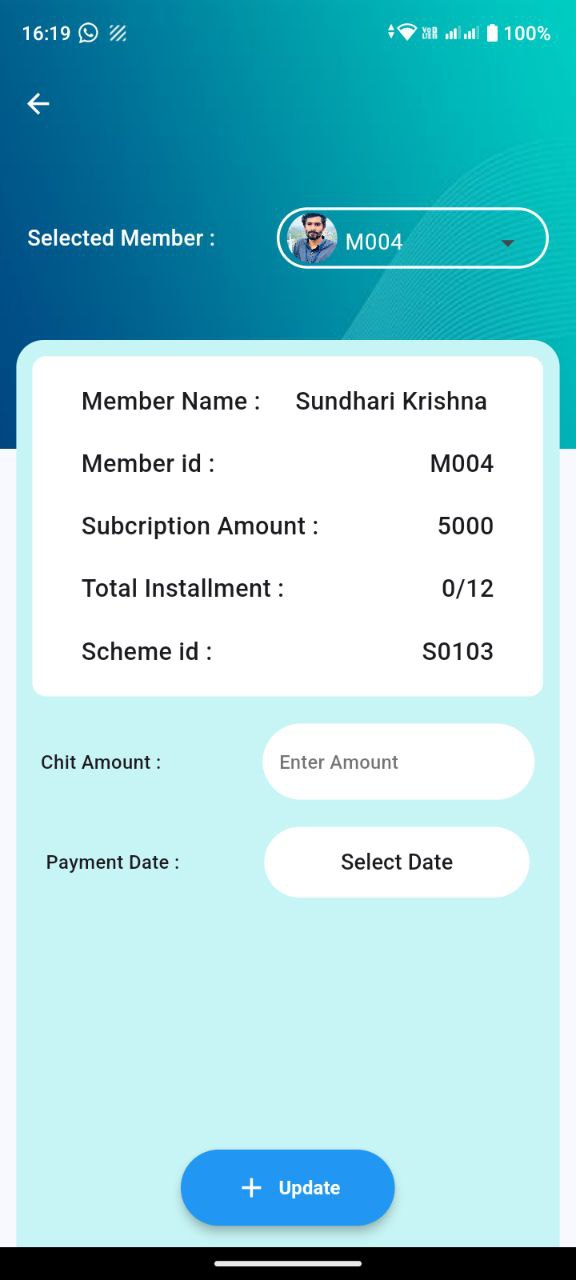 16:19 100%
Selected Member : M004
Member Name : Sundhari Krishna
Member id : M004
Subcription Amount : 5000
Total Installment : 0/12
Scheme id : S0103
Chit Amount : Enter Amount
Payment Date : Select Date
+ Update